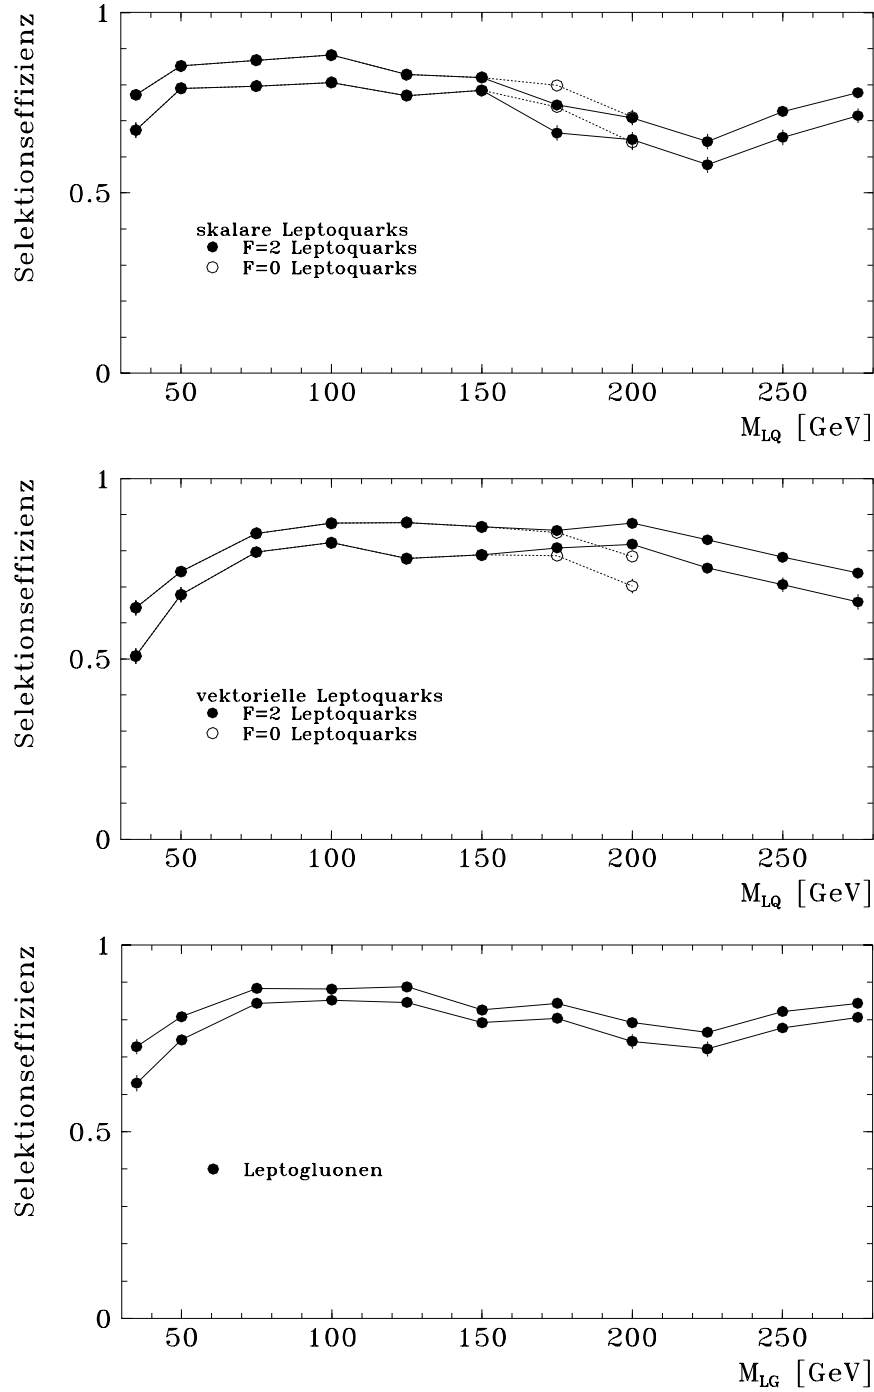 Selektionseffizienz
1
0.5
0
skalare Leptoquarks
F=2 Leptoquarks
F=0 Leptoquarks
50 100 150 200 250
M_LQ [GeV]
Selektionseffizienz
1
0.5
0
vektorielle Leptoquarks
F=2 Leptoquarks
F=0 Leptoquarks
50 100 150 200 250
M_LQ [GeV]
Selektionseffizienz
1
0.5
0
Leptogluonen
50 100 150 200 250
M_LG [GeV]